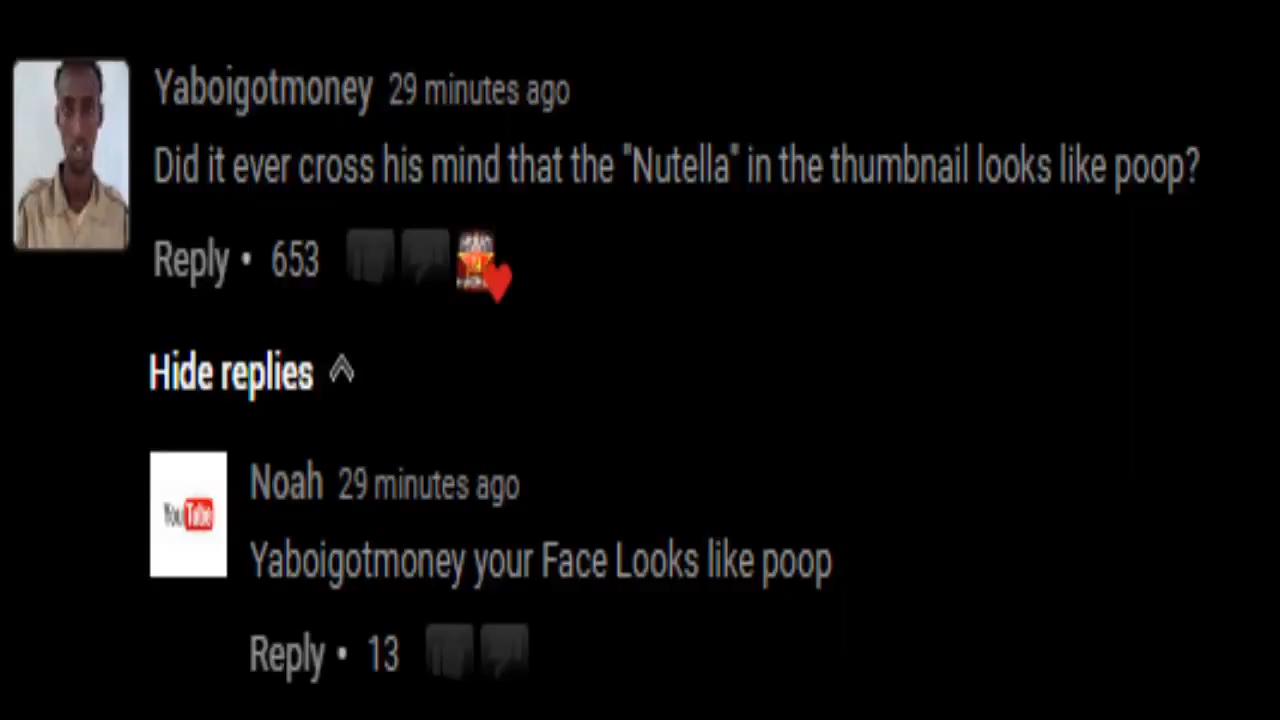 Yaboigotmoney 29 minutes ago
Did it ever cross his mind that the "Nutella" in the thumbnail looks like poop?
Reply • 653
Hide replies
YouTube
Noah 29 minutes ago
Yaboigotmoney your Face Looks like poop
Reply • 13